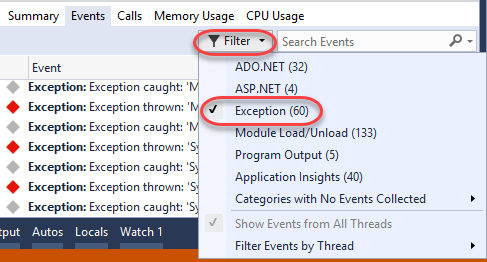 Summary Events Calls Memory Usage CPU Usage
Filter Search Events
Event
Exception: Exception caught: 'M
Exception: Exception thrown: 'M
Exception: Exception caught: 'M
Exception: Exception thrown: 'Sy
Exception: Exception caught: 'Sy
Exception: Exception thrown: 'Sy
Exception: Exception caught: 'Sy
ADO.NET (32)
ASP.NET (4)
Exception (60)
Module Load/Unload (133)
Program Output (5)
Application Insights (40)
Categories with No Events Collected
Show Events from All Threads
Filter Events by Thread
tput Autos Locals Watch 1